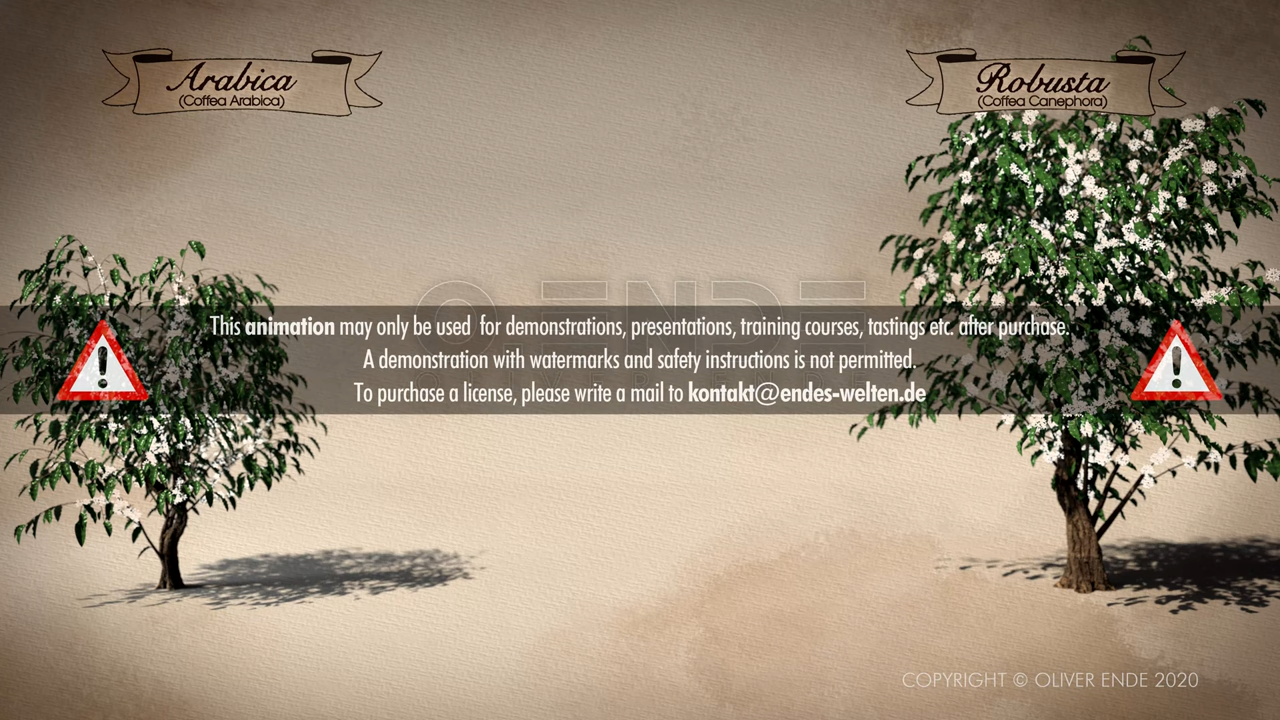 Arabica
(Coffea Arabica)
Robusta
(Coffea Canephora)
O ENDE
This animation may only be used for demonstrations, presentations, training courses, tastings etc. after purchase.
A demonstration with watermarks and safety instructions is not permitted.
To purchase a license, please write a mail to kontakt@endes-welten.de
COPYRIGHT © OLIVER ENDE 2020